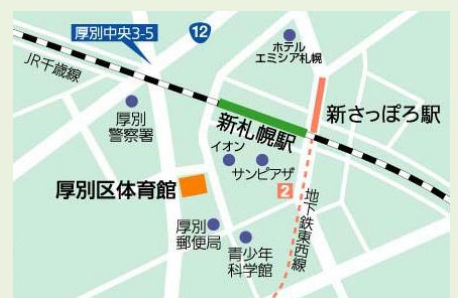 厚別中央3-5
12
JR千歳線
ホテル
エミシア札幌
厚別
警察署
新札幌駅
新さっぽろ駅
イオン
サンピアザ
厚別区体育館
2
地下鉄東西線
厚別
郵便局
青少年
科学館